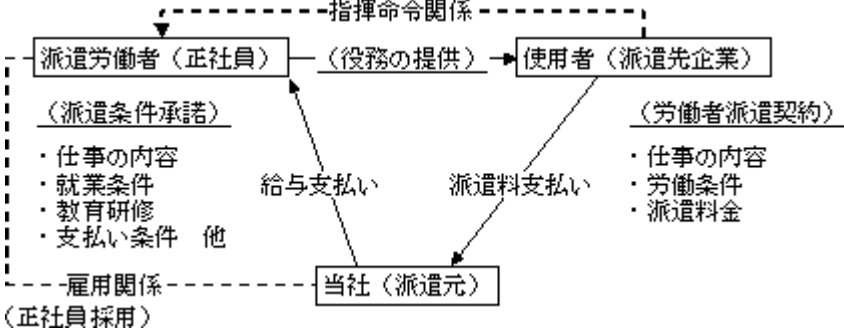 指揮命令関係
派遣労働者（正社員）
（役務の提供）
使用者（派遣先企業）
（派遣条件承諾）
・仕事の内容
・就業条件
・教育研修
・支払い条件　他
給与支払い
派遣料支払い
（労働者派遣契約）
・仕事の内容
・労働条件
・派遣料金
雇用関係
（正社員採用）
当社（派遣元）